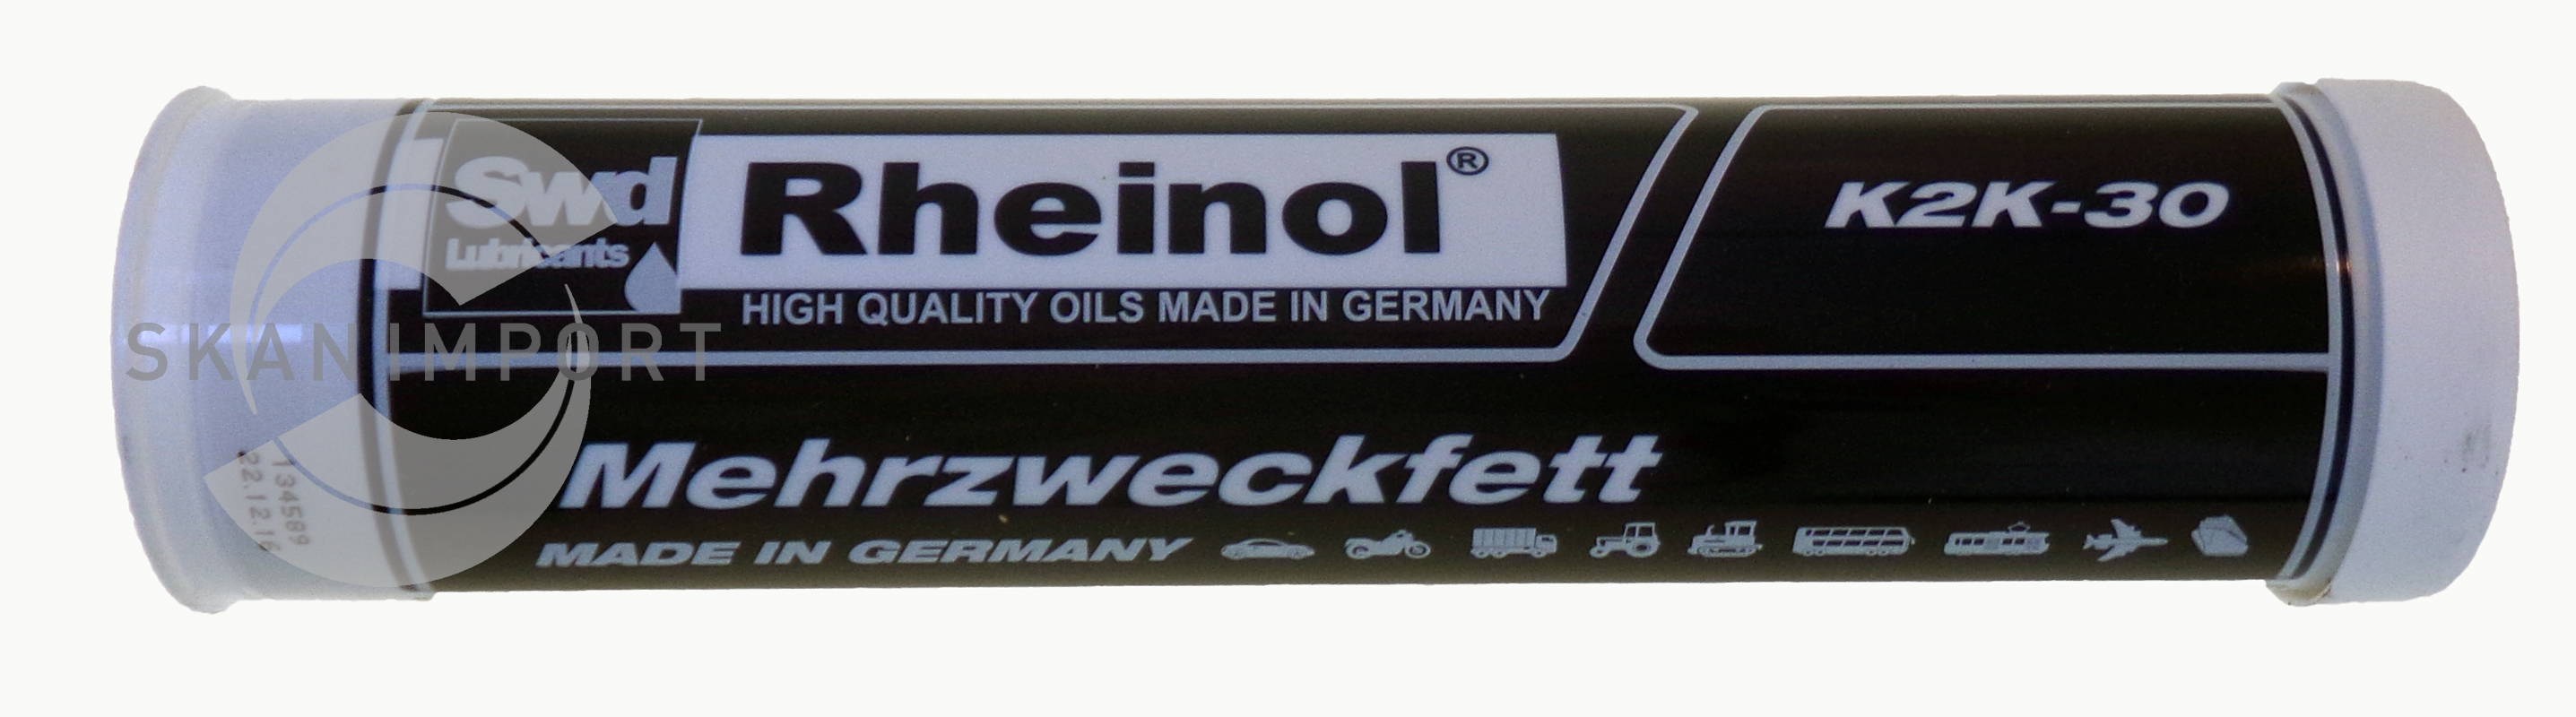 Swd
Lubricants
Rheinol®
HIGH QUALITY OILS MADE IN GERMANY
K2K-30
SKANIMPORT
Mehrzweckfett
MADE IN GERMANY
134589
22.12.16